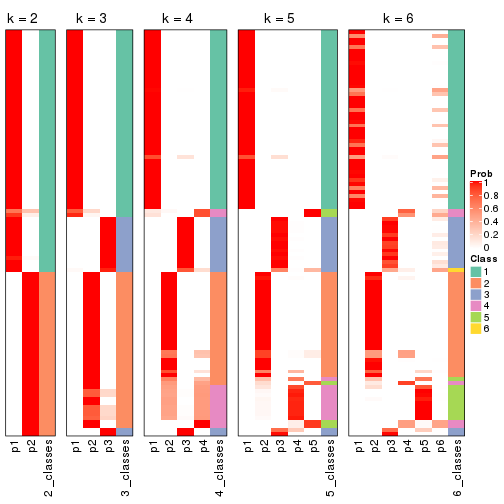 k = 2
k = 3
k = 4
k = 5
k = 6
p1
p2
2_classes
p1
p2
p3
3_classes
p1
p2
p3
p4
4_classes
p1
p2
p3
p4
p5
5_classes
p1
p2
p3
p4
p5
p6
6_classes
Prob
1
0.8
0.6
0.4
0.2
0
Class
1
2
3
4
5
6